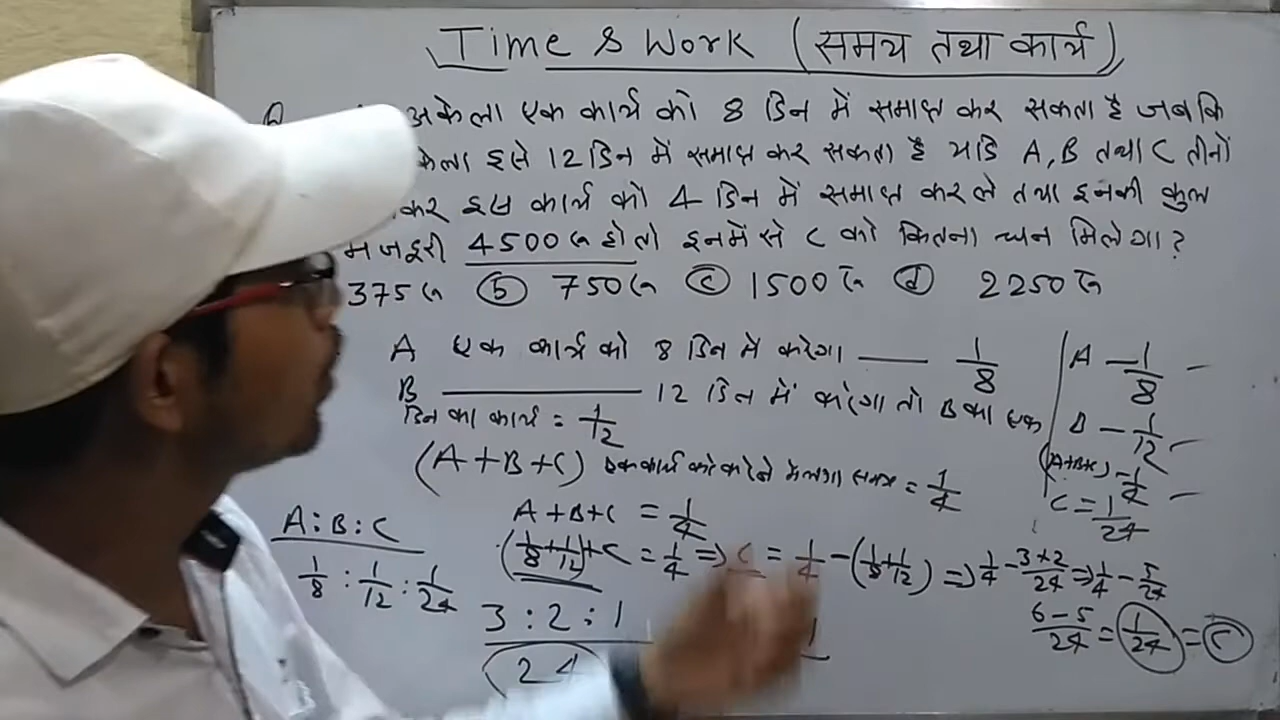 Time & Work (समय तथा कार्य)
अकेला एक कार्य को 8 दिन में समाप्त कर सकता है जबकि
इसे 12 दिन में समाप्त कर सकता है यदि A, B तथा C तीनों
कर इस कार्य को 4 दिन में समाप्त कर ले तथा इनकी कुल
मजदूरी 4500 रु हो तो इनमें से C को कितना धन मिलेगा?
375 रु (b) 750 रु (c) 1500 रु (d) 2250 रु
A एक कार्य को 8 दिन में करेगा — 1/8
B — 12 दिन में करेगा तो B का एक
दिन का कार्य = 1/12
(A+B+C) = 1/4
A+B+C = 1/4
(1/8+1/12)+C = 1/4 ⇒ C = 1/4 - (1/8+1/12) ⇒ 1/4 - 3+2/24 ⇒ 1/4 - 5/24
6-5/24 = 1/24 = C
A - 1/8
B - 1/12
(A+B+C) - 1/4
C = 1/24
A:B:C
1/8 : 1/12 : 1/24
3:2:1
24